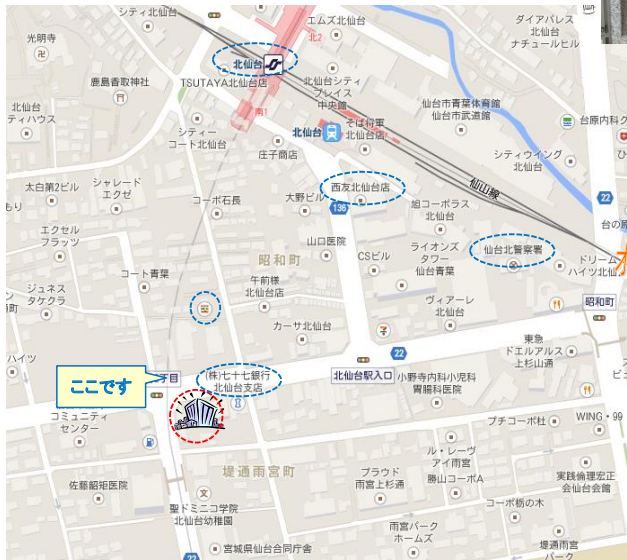 シティ北仙台
光明寺
北2
エムズ北仙台
ダイアパレス
北仙台
ナチュールヒル
北仙台
TSUTAYA北仙台店
鹿島香取神社
北仙台
ティハウス
北仙台シティ
プレイス
中央館
仙台市青葉体育館
仙台市武道館
南1
シティー
コート北仙台
北仙台
そば将軍
北仙台店
台原内科
庄子商店
シティウイング
北仙台
仙山線
太白第2ビル
シャレード
エクゼ
コーポ石長
大野ビル
西友北仙台店
136
22
旭コーポラス
北仙台
台の原
エクセル
フラッツ
昭和町
山口医院
CSビル
ライオンズ
タワー
仙台青葉
仙台北警察署
ドリーム
ハイツ北仙
コート青葉
ジュネス
タケクラ
午前様
北仙台店
ヴィアーレ
北仙台
昭和町
カーサ北仙台
東急
ドエルアルス
上杉山通
ハイツ
22
ここです
丁目
(株)七十七銀行
北仙台支店
北仙台駅入口
小野寺内科小児科
胃腸科医院
コミュニティ
センター
プチコーポ杜
WING・99
ル・レーヴ
アイ雨宮
堤通雨宮町
佐藤韶矩医院
プラウド
雨宮上杉通
勝山コーポA
実践倫理宏正
会仙台会館
聖ドミニコ学院
北仙台幼稚園
コーポ栃の木
雨宮パーク
ホームズ
宮城県仙台合同庁舎
堤通雨宮
パーク
22